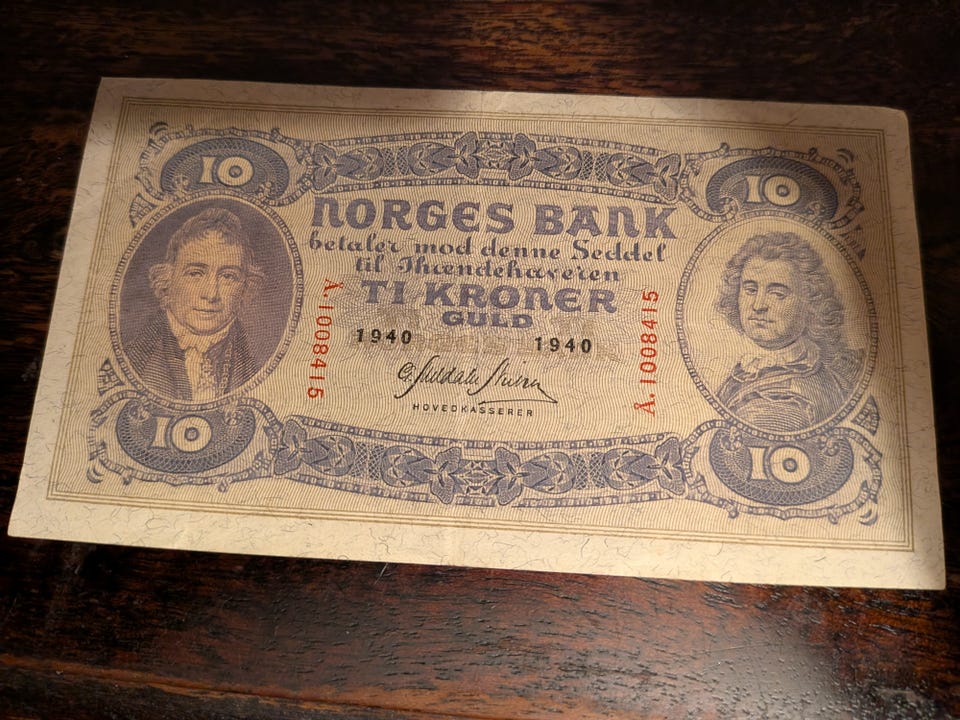 10
10
NORGES BANK
betaler mod denne Seddel
til Ihændehaveren
TI KRONER
GULD
Å.1008415
Å.1008415
1940
1940
HOVEDKASSERER
10
10